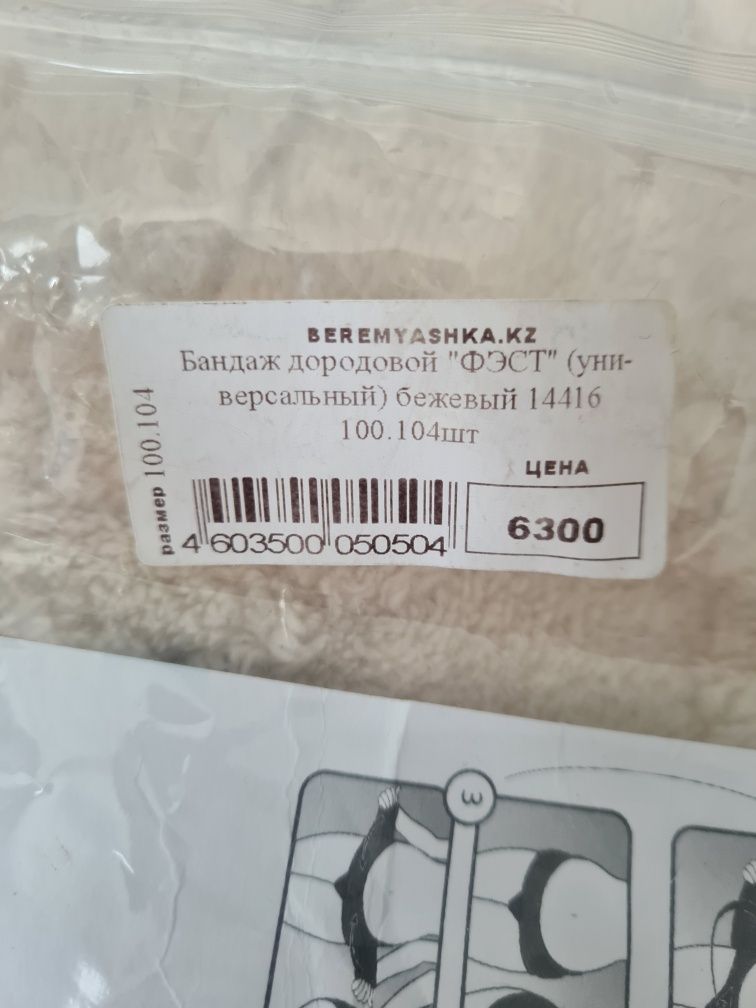 BEREMYASHKA.KZ
Бандаж дородовой "ФЭСТ" (уни-
версальный) бежевый 14416
100.104шт
размер 100.104
ЦЕНА
6300
4 603500 050504
3